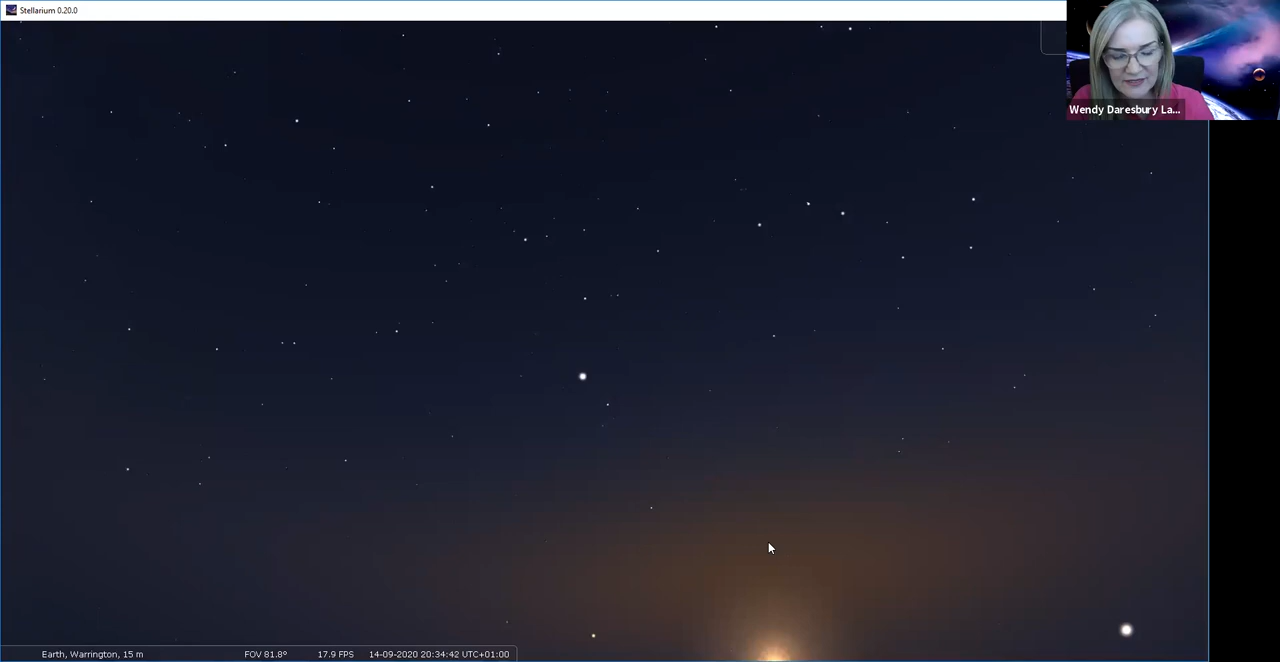 Stellarium 0.20.0
Wendy Daresbury La...
Earth, Warrington, 15 m FOV 81.8° 17.9 FPS 14-09-2020 20:34:42 UTC+01:00